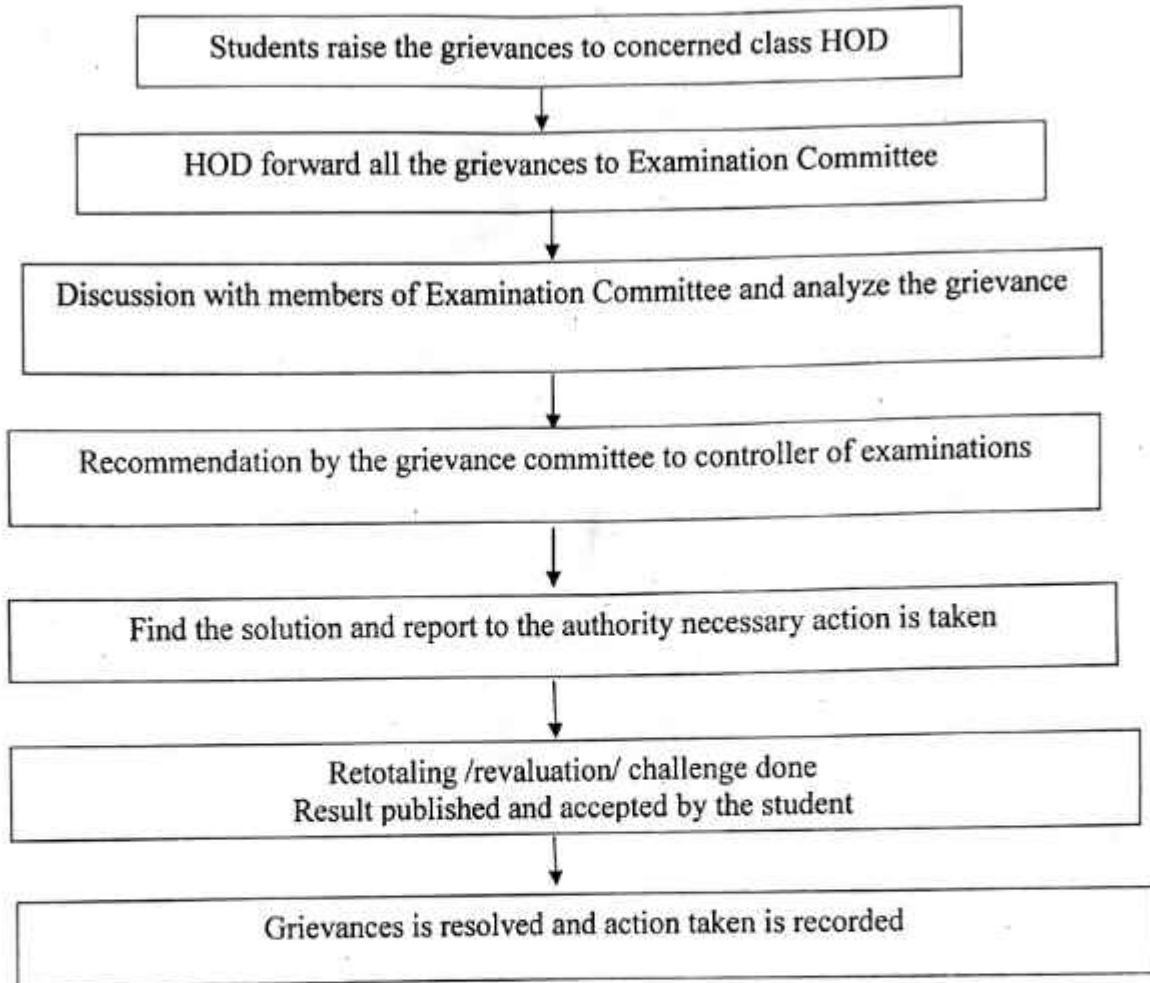 Students raise the grievances to concerned class HOD
HOD forward all the grievances to Examination Committee
Discussion with members of Examination Committee and analyze the grievance
Recommendation by the grievance committee to controller of examinations
Find the solution and report to the authority necessary action is taken
Retotaling /revaluation/ challenge done
Result published and accepted by the student
Grievances is resolved and action taken is recorded